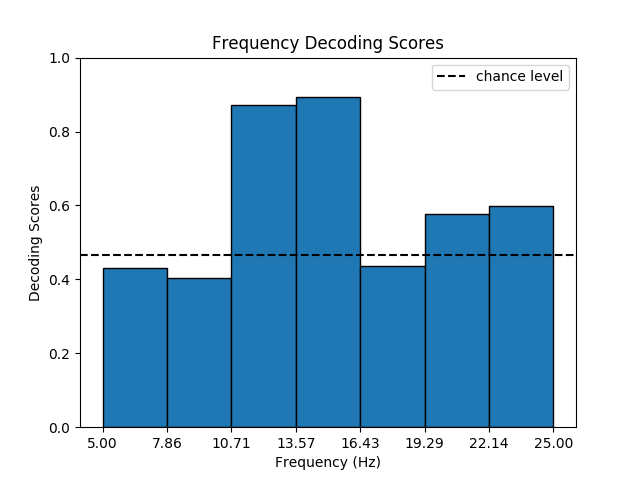 Frequency Decoding Scores
chance level
1.0
0.8
0.6
0.4
0.2
0.0
Decoding Scores
5.00 7.86 10.71 13.57 16.43 19.29 22.14 25.00
Frequency (Hz)